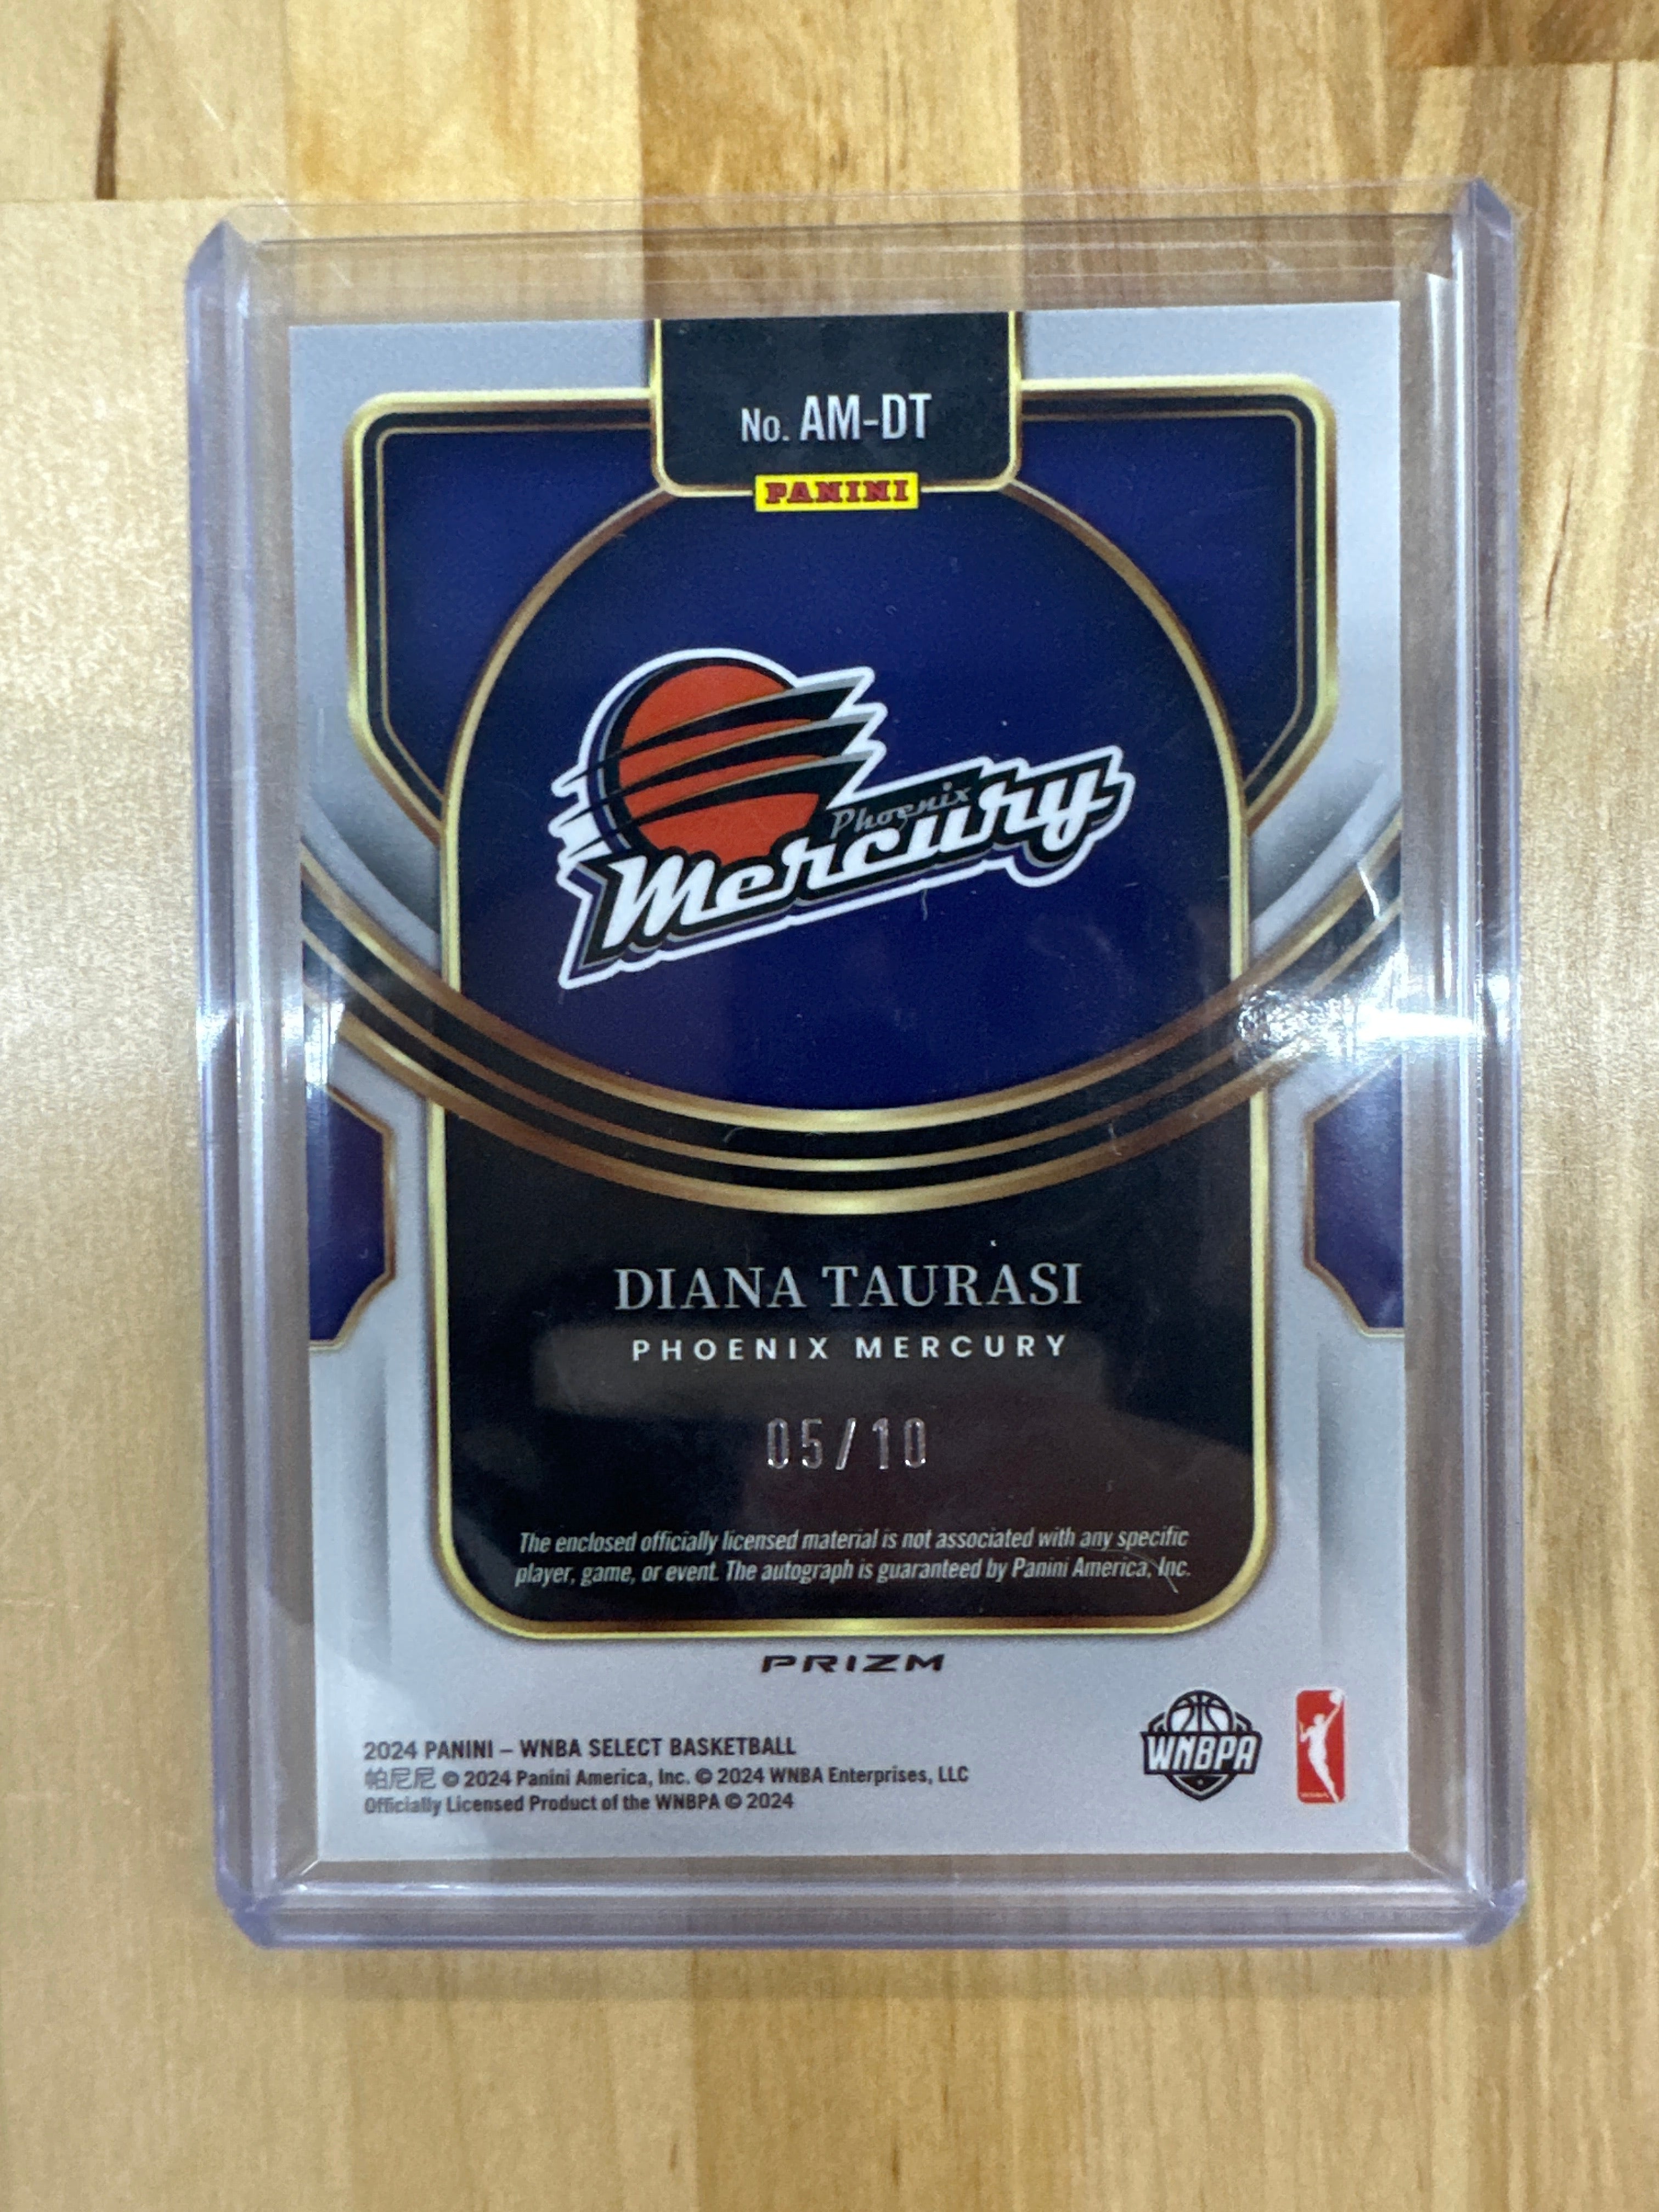 No. AM-DT
PANINI
Phoenix
Mercury
DIANA TAURASI
PHOENIX MERCURY
05/10
The enclosed officially licensed material is not associated with any specific
player, game, or event. The autograph is guaranteed by Panini America, Inc.
PRIZM
2024 PANINI – WNBA SELECT BASKETBALL
帕尼尼 © 2024 Panini America, Inc. © 2024 WNBA Enterprises, LLC
Officially Licensed Product of the WNBPA © 2024
WNBPA